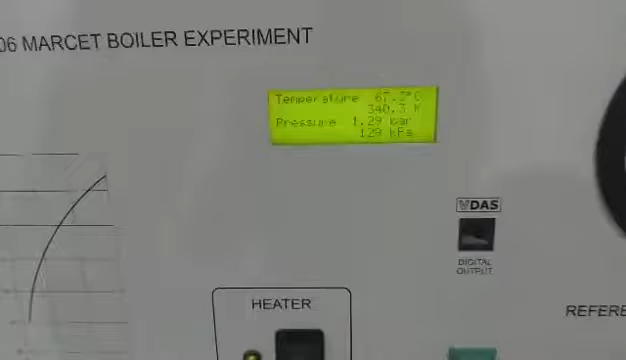 06 MARCET BOILER EXPERIMENT
Temperature 67.2°C
340.3 K
Pressure 1.29 bar
129 kPa
VDAS
DIGITAL
OUTPUT
HEATER
REFERE